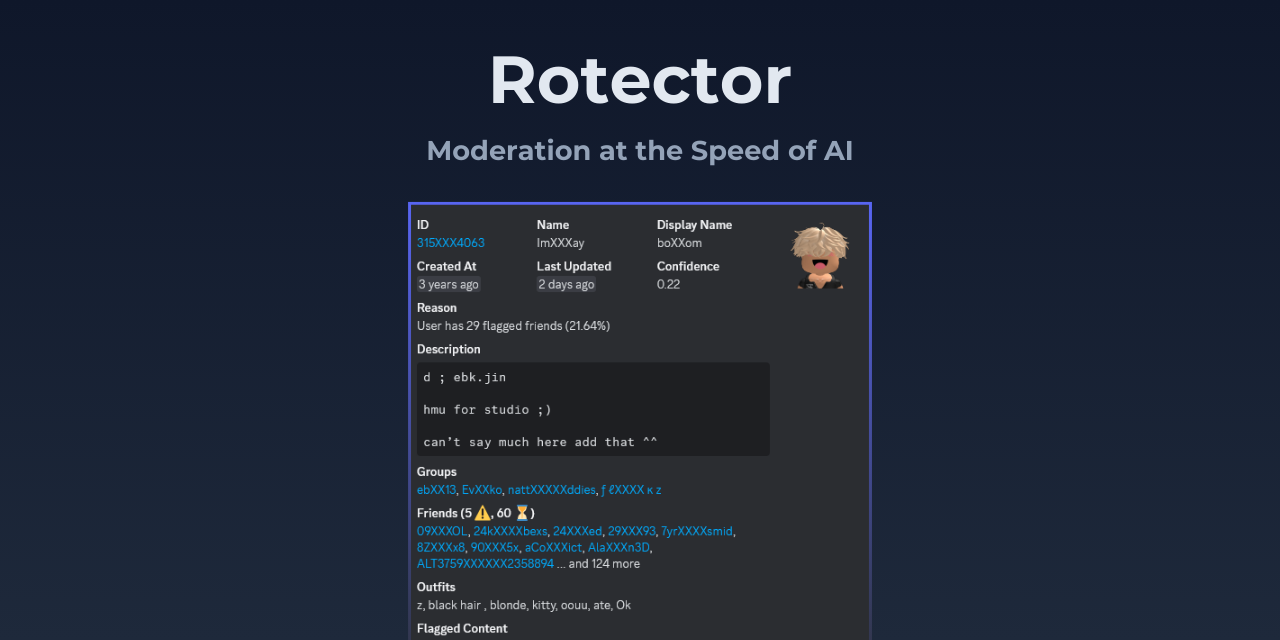 Rotector
Moderation at the Speed of AI
ID Name Display Name
315XXX4063 ImXXXay boXXom
Created At Last Updated Confidence
3 years ago 2 days ago 0.22
Reason
User has 29 flagged friends (21.64%)
Description
d ; ebk.jin
hmu for studio ;)
can't say much here add that ^^
Groups
ebXX13, EvXXko, nattXXXXXddies, ƒ ℓXXXX κ z
Friends (5 ⚠️, 60 ⏳)
09XXXOL, 24kXXXXbexs, 24XXXed, 29XXX93, 7yrXXXXsmid,
8ZXXXx8, 90XXX5x, aCoXXXict, AlaXXXn3D,
ALT3759XXXXXX2358894 ... and 124 more
Outfits
z, black hair , blonde, kitty, oouu, ate, Ok
Flagged Content